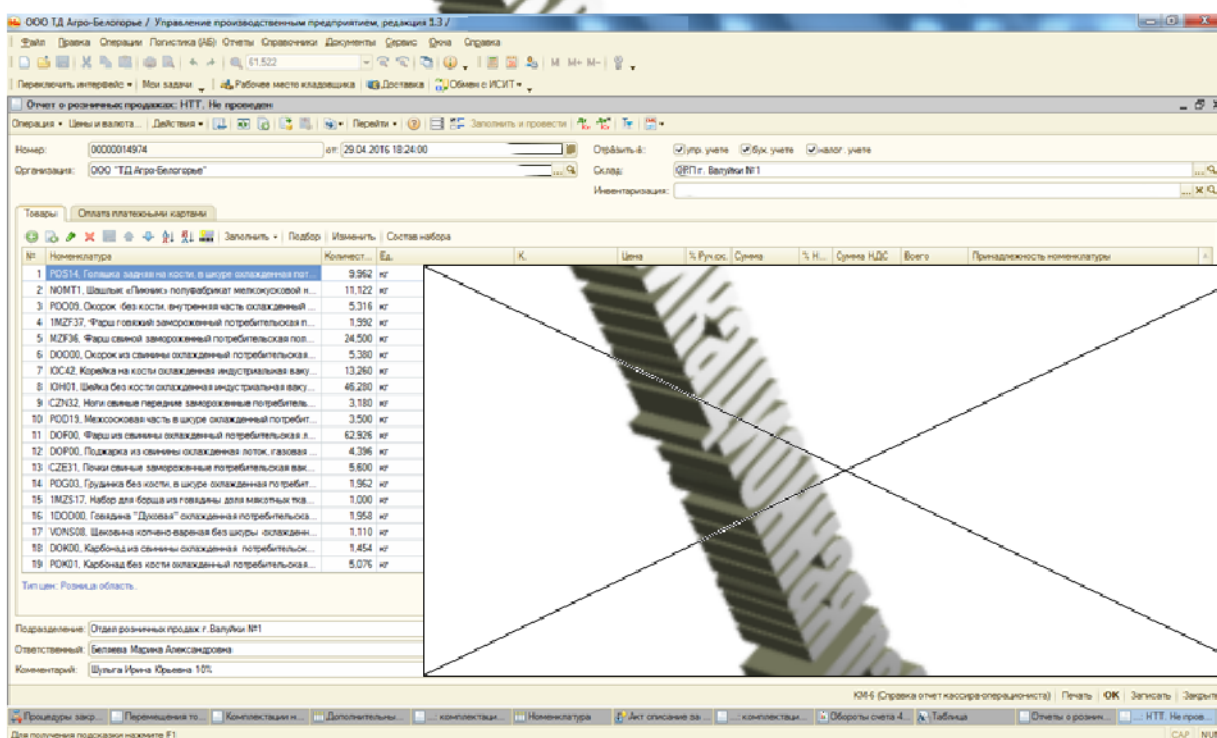 ООО ТД Агро-Белогорье / Управление производственным предприятием, редакция 1.3 /
Файл Правка Операции Логистика (АБ) Отчеты Справочники Документы Сервис Окна Справка
61,522 M M+ M-
Переключить интерфейс Мои задачи Рабочее место кладовщика Доставка Обмен с ИСИТ
Отчет о розничных продажах: НТТ. Не проведен
Операция Цены и валюта... Действия Перейти Заполнить и провести
Номер: 00000014974 от: 29.04.2016 18:24:00 Отразить в: упр. учете бух. учете налог. учете
Организация: ООО "ТД Агро-Белогорье" Склад: ОРП г. Валуйки №1
Инвентаризация:
Товары Оплата платежными картами
Заполнить Подбор Изменить Состав набора
№ Номенклатура Количест... Ед. К. Цена % Руч.ск. Сумма % Н... Сумма НДС Всего Принадлежность номенклатуры
1 POS14, Голяшка задняя на кости, в шкуре охлажденная пот... 9,962 кг
2 NOMT1, Шашлык «Пикник» полуфабрикат мелкокусковой н... 11,122 кг
3 POO09, Окорок без кости, внутренняя часть охлажденный ... 5,316 кг
4 1MZF37, Фарш говяжий замороженный потребительская п... 1,992 кг
5 MZF36, Фарш свиной замороженный потребительская пол... 24,500 кг
6 DOO00, Окорок из свинины охлажденный потребительская... 5,380 кг
7 IOC42, Корейка на кости охлажденная индустриальная ваку... 13,260 кг
8 IOH01, Шейка без кости охлажденная индустриальная ваку... 46,280 кг
9 CZN32, Ноги свиные передние замороженные потребитель... 3,180 кг
10 POD19, Межсосковая часть в шкуре охлажденный потребит... 3,500 кг
11 DOF00, Фарш из свинины охлажденный потребительская л... 62,926 кг
12 DOP00, Поджарка из свинины охлажденная лоток, газовая ... 4,396 кг
13 CZE31, Почки свиные замороженные потребительская вак... 5,600 кг
14 POG03, Грудинка без кости, в шкуре охлажденная потребит... 1,962 кг
15 1MZS17, Набор для борща из говядины доля мякотных тка... 1,000 кг
16 1DOD00, Говядина "Духовая" охлажденная потребительска... 1,958 кг
17 VONS08, Щековина копчено-вареная без шкуры охлажденн... 1,110 кг
18 DOK00, Карбонад из свинины охлажденная потребительск... 1,454 кг
19 POK01, Карбонад без кости охлажденный потребительская... 5,076 кг
Тип цен: Розница область.
Подразделение: Отдел розничных продаж г.Валуйки №1
Ответственный: Беляева Марина Александровна
Комментарий: Шульга Ирина Юрьевна 10%
КМ-6 (Справка отчет кассира-операциониста) Печать OK Записать Закрыть
Процедуры закр... Перемещения то... Комплектации н... Дополнительны... ...: комплектаци... Номенклатура Акт описание за... ...: комплектаци... Обороты счета 4... Таблица Отчеты о рознич... ... НТТ. Не пров...
Для получения подсказки нажмите F1 CAP NUM